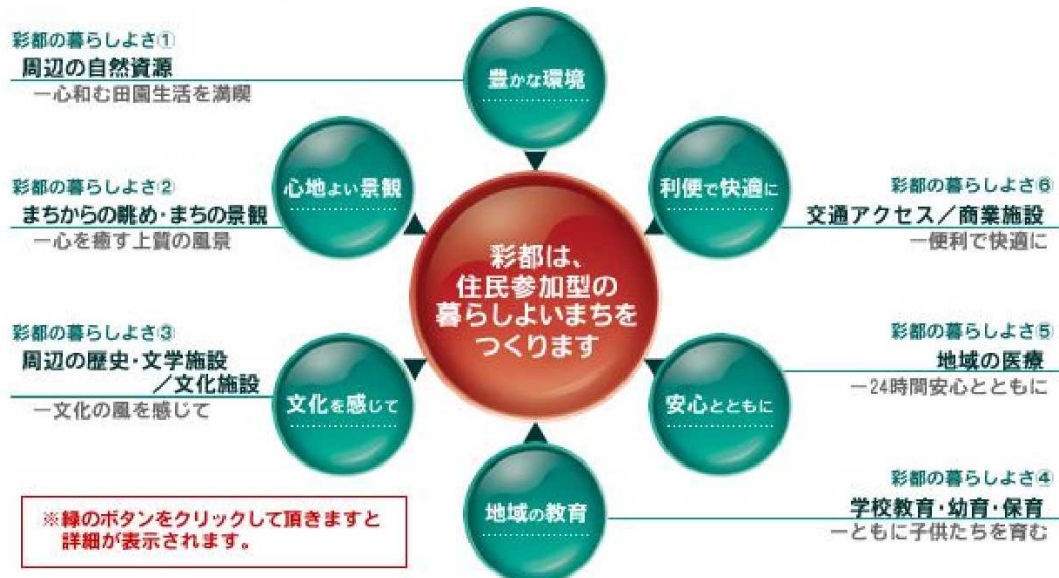 彩都の暮らしよさ①
周辺の自然資源
―心和む田園生活を満喫
豊かな環境
彩都の暮らしよさ②
まちからの眺め・まちの景観
―心を癒す上質の風景
心地よい景観
彩都の暮らしよさ③
周辺の歴史・文学施設
／文化施設
―文化の風を感じて
文化を感じて
彩都は、
住民参加型の
暮らしよいまちを
つくります
利便で快適に
彩都の暮らしよさ⑥
交通アクセス／商業施設
―便利で快適に
安心とともに
彩都の暮らしよさ⑤
地域の医療
―24時間安心とともに
地域の教育
彩都の暮らしよさ④
学校教育・幼育・保育
―ともに子供たちを育む
※緑のボタンをクリックして頂きますと
詳細が表示されます。